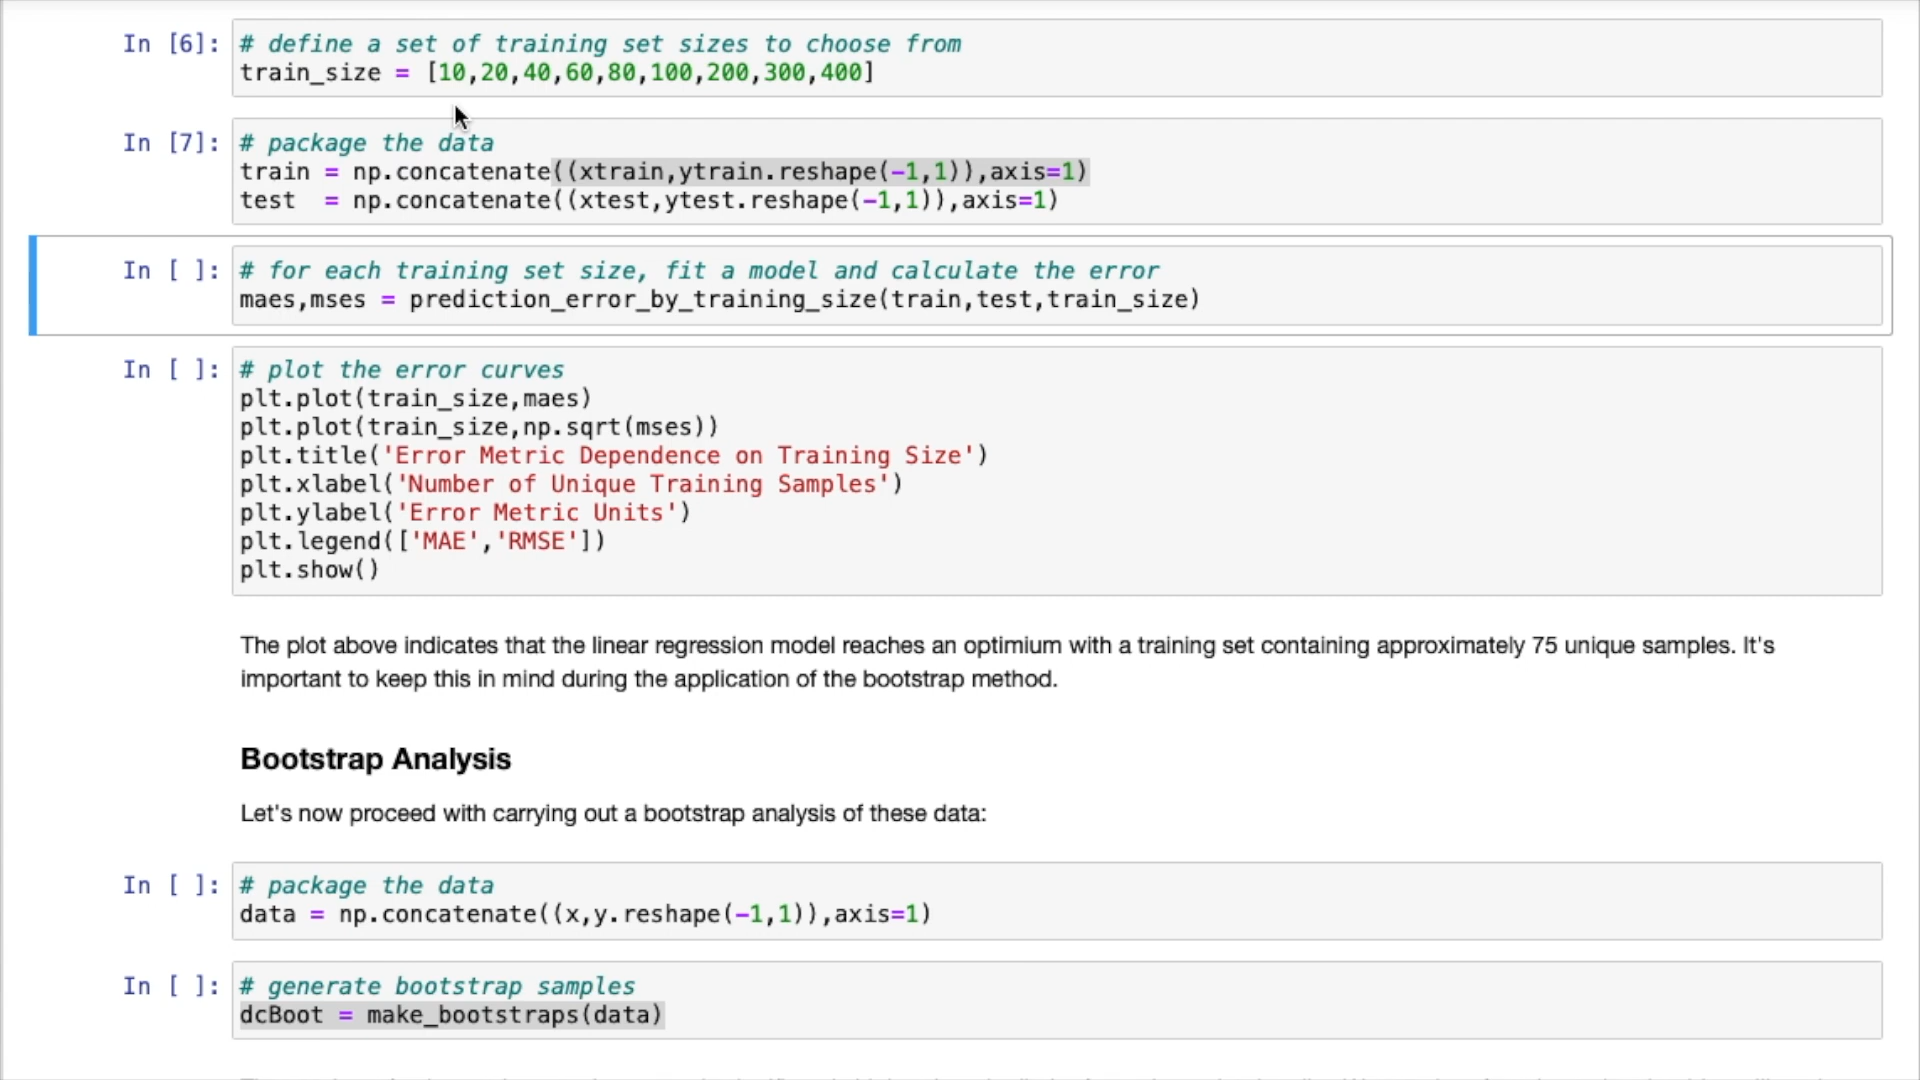 In [6]: # define a set of training set sizes to choose from
train_size = [10,20,40,60,80,100,200,300,400]
In [7]: # package the data
train = np.concatenate((xtrain,ytrain.reshape(-1,1)),axis=1)
test  = np.concatenate((xtest,ytest.reshape(-1,1)),axis=1)
In [ ]: # for each training set size, fit a model and calculate the error
maes,mses = prediction_error_by_training_size(train,test,train_size)
In [ ]: # plot the error curves
plt.plot(train_size,maes)
plt.plot(train_size,np.sqrt(mses))
plt.title('Error Metric Dependence on Training Size')
plt.xlabel('Number of Unique Training Samples')
plt.ylabel('Error Metric Units')
plt.legend(['MAE','RMSE'])
plt.show()
The plot above indicates that the linear regression model reaches an optimium with a training set containing approximately 75 unique samples. It's
important to keep this in mind during the application of the bootstrap method.
Bootstrap Analysis
Let's now proceed with carrying out a bootstrap analysis of these data:
In [ ]: # package the data
data = np.concatenate((x,y.reshape(-1,1)),axis=1)
In [ ]: # generate bootstrap samples
dcBoot = make_bootstraps(data)